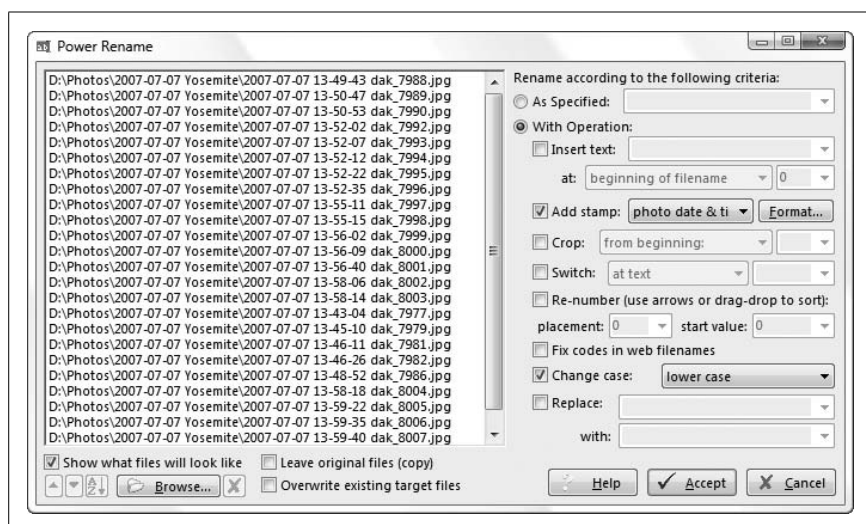 Power Rename
D:\Photos\2007-07-07 Yosemite\2007-07-07 13-49-43 dak_7988.jpg
D:\Photos\2007-07-07 Yosemite\2007-07-07 13-50-47 dak_7989.jpg
D:\Photos\2007-07-07 Yosemite\2007-07-07 13-50-53 dak_7990.jpg
D:\Photos\2007-07-07 Yosemite\2007-07-07 13-52-02 dak_7992.jpg
D:\Photos\2007-07-07 Yosemite\2007-07-07 13-52-07 dak_7993.jpg
D:\Photos\2007-07-07 Yosemite\2007-07-07 13-52-12 dak_7994.jpg
D:\Photos\2007-07-07 Yosemite\2007-07-07 13-52-22 dak_7995.jpg
D:\Photos\2007-07-07 Yosemite\2007-07-07 13-52-35 dak_7996.jpg
D:\Photos\2007-07-07 Yosemite\2007-07-07 13-55-11 dak_7997.jpg
D:\Photos\2007-07-07 Yosemite\2007-07-07 13-55-15 dak_7998.jpg
D:\Photos\2007-07-07 Yosemite\2007-07-07 13-56-02 dak_7999.jpg
D:\Photos\2007-07-07 Yosemite\2007-07-07 13-56-09 dak_8000.jpg
D:\Photos\2007-07-07 Yosemite\2007-07-07 13-56-40 dak_8001.jpg
D:\Photos\2007-07-07 Yosemite\2007-07-07 13-58-06 dak_8002.jpg
D:\Photos\2007-07-07 Yosemite\2007-07-07 13-58-14 dak_8003.jpg
D:\Photos\2007-07-07 Yosemite\2007-07-07 13-43-04 dak_7977.jpg
D:\Photos\2007-07-07 Yosemite\2007-07-07 13-45-10 dak_7979.jpg
D:\Photos\2007-07-07 Yosemite\2007-07-07 13-46-11 dak_7981.jpg
D:\Photos\2007-07-07 Yosemite\2007-07-07 13-46-26 dak_7982.jpg
D:\Photos\2007-07-07 Yosemite\2007-07-07 13-48-52 dak_7986.jpg
D:\Photos\2007-07-07 Yosemite\2007-07-07 13-58-18 dak_8004.jpg
D:\Photos\2007-07-07 Yosemite\2007-07-07 13-59-22 dak_8005.jpg
D:\Photos\2007-07-07 Yosemite\2007-07-07 13-59-35 dak_8006.jpg
D:\Photos\2007-07-07 Yosemite\2007-07-07 13-59-40 dak_8007.jpg
Show what files will look like
Leave original files (copy)
Browse...
Overwrite existing target files
Rename according to the following criteria:
As Specified:
With Operation:
Insert text:
at: beginning of filename 0
Add stamp: photo date & ti Format...
Crop: from beginning:
Switch: at text
Re-number (use arrows or drag-drop to sort):
placement: 0 start value: 0
Fix codes in web filenames
Change case: lower case
Replace:
with:
Help Accept Cancel